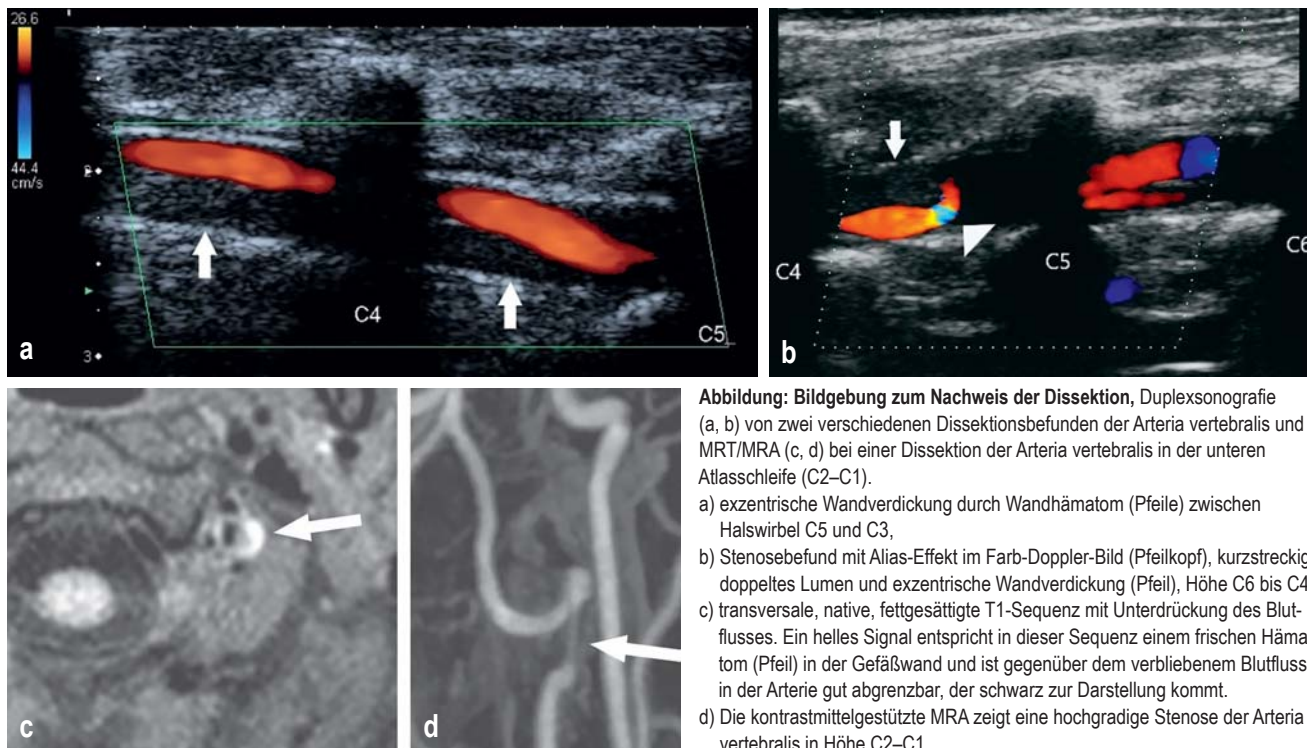 26.6
44.4
cm/s
2
3
C4
C5
a
C4
C5
C6
b
c
d
Abbildung: Bildgebung zum Nachweis der Dissektion, Duplexsonografie
(a, b) von zwei verschiedenen Dissektionsbefunden der Arteria vertebralis und
MRT/MRA (c, d) bei einer Dissektion der Arteria vertebralis in der unteren
Atlasschleife (C2–C1).
a) exzentrische Wandverdickung durch Wandhämatom (Pfeile) zwischen
Halswirbel C5 und C3,
b) Stenosebefund mit Alias-Effekt im Farb-Doppler-Bild (Pfeilkopf), kurzstreckig
doppeltes Lumen und exzentrische Wandverdickung (Pfeil), Höhe C6 bis C4
c) transversale, native, fettgesättigte T1-Sequenz mit Unterdrückung des Blut-
flusses. Ein helles Signal entspricht in dieser Sequenz einem frischen Häma-
tom (Pfeil) in der Gefäßwand und ist gegenüber dem verbliebenem Blutfluss
in der Arterie gut abgrenzbar, der schwarz zur Darstellung kommt.
d) Die kontrastmittelgestützte MRA zeigt eine hochgradige Stenose der Arteria
vertebralis in Höhe C2–C1